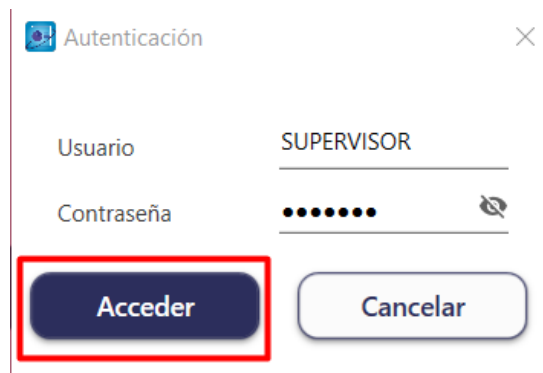 Autenticación
Usuario SUPERVISOR
Contraseña •••••••
Acceder Cancelar